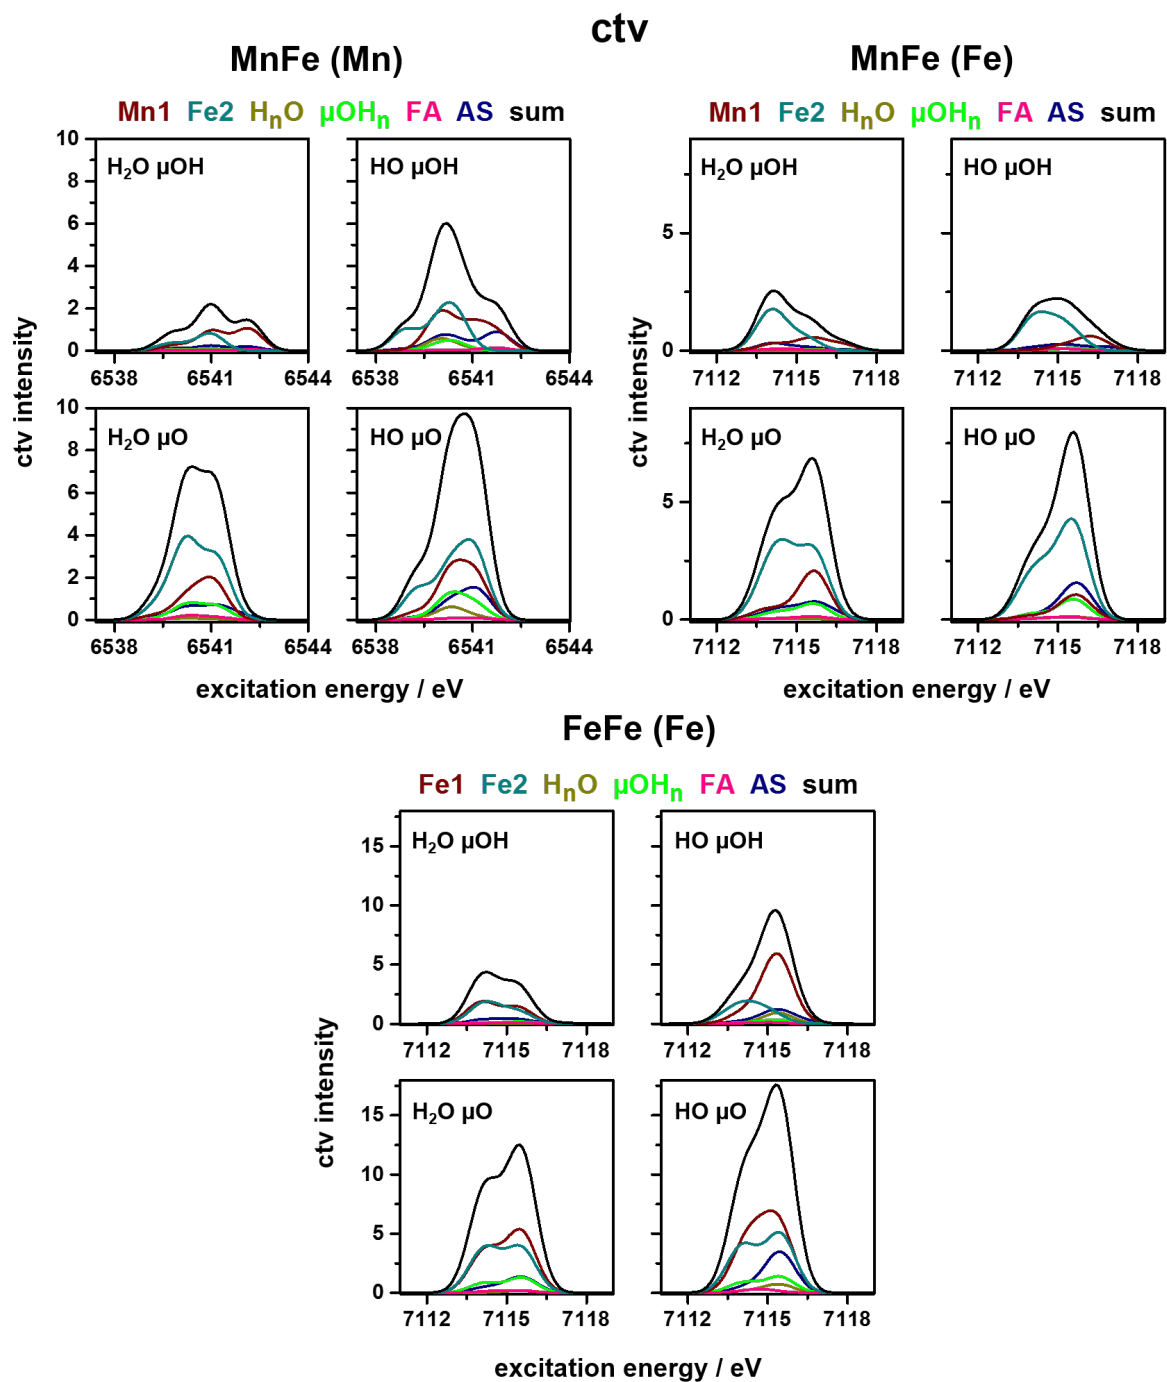 ctv
MnFe (Mn)
MnFe (Fe)
Mn1 Fe2 HnO µOHn FA AS sum
Mn1 Fe2 HnO µOHn FA AS sum
10
8
6
4
2
0
H2O µOH
6538 6541 6544
HO µOH
6538 6541 6544
5
0
H2O µOH
7112 7115 7118
HO µOH
7112 7115 7118
ctv intensity
ctv intensity
10
8
6
4
2
0
H2O µO
6538 6541 6544
HO µO
6538 6541 6544
5
0
H2O µO
7112 7115 7118
HO µO
7112 7115 7118
excitation energy / eV
excitation energy / eV
FeFe (Fe)
Fe1 Fe2 HnO µOHn FA AS sum
15
10
5
0
H2O µOH
7112 7115 7118
HO µOH
7112 7115 7118
ctv intensity
15
10
5
0
H2O µO
7112 7115 7118
HO µO
7112 7115 7118
excitation energy / eV